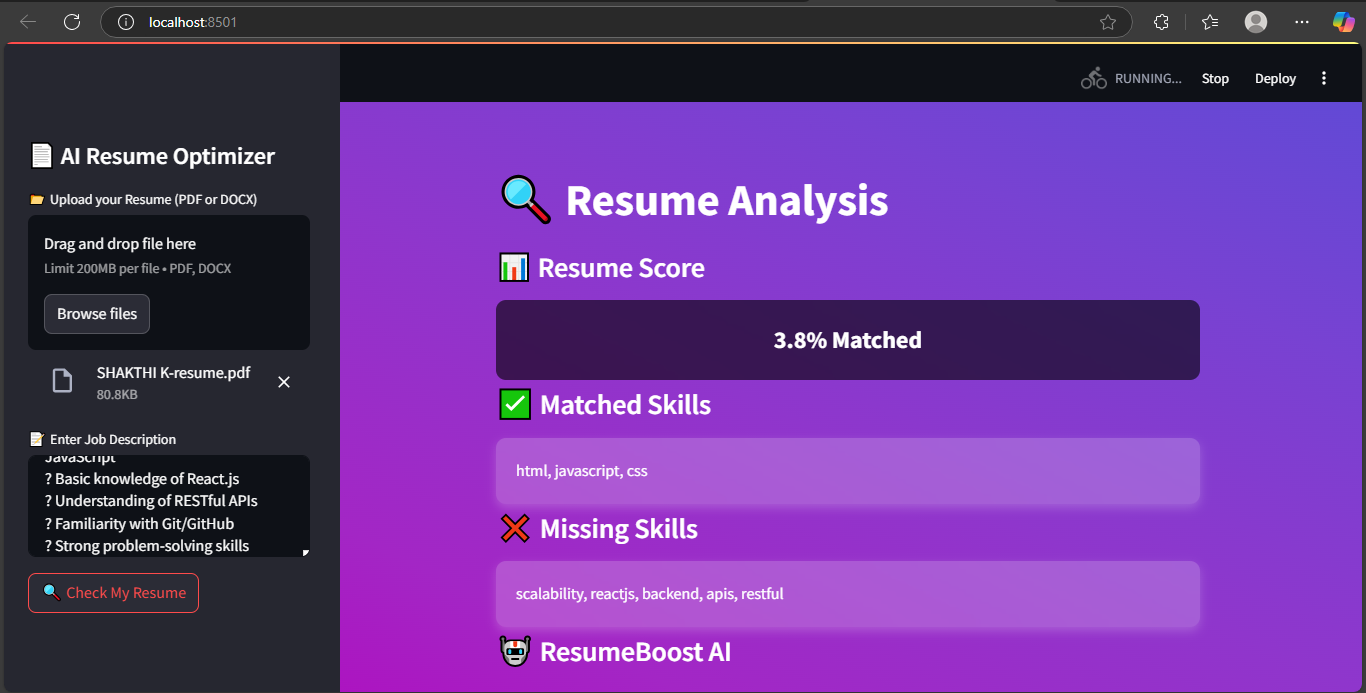 localhost:8501
RUNNING...
Stop
Deploy
AI Resume Optimizer
Upload your Resume (PDF or DOCX)
Drag and drop file here
Limit 200MB per file • PDF, DOCX
Browse files
SHAKTHI K-resume.pdf
80.8KB
Enter Job Description
JavaScript
? Basic knowledge of React.js
? Understanding of RESTful APIs
? Familiarity with Git/GitHub
? Strong problem-solving skills
Check My Resume
Resume Analysis
Resume Score
3.8% Matched
Matched Skills
html, javascript, css
Missing Skills
scalability, reactjs, backend, apis, restful
ResumeBoost AI